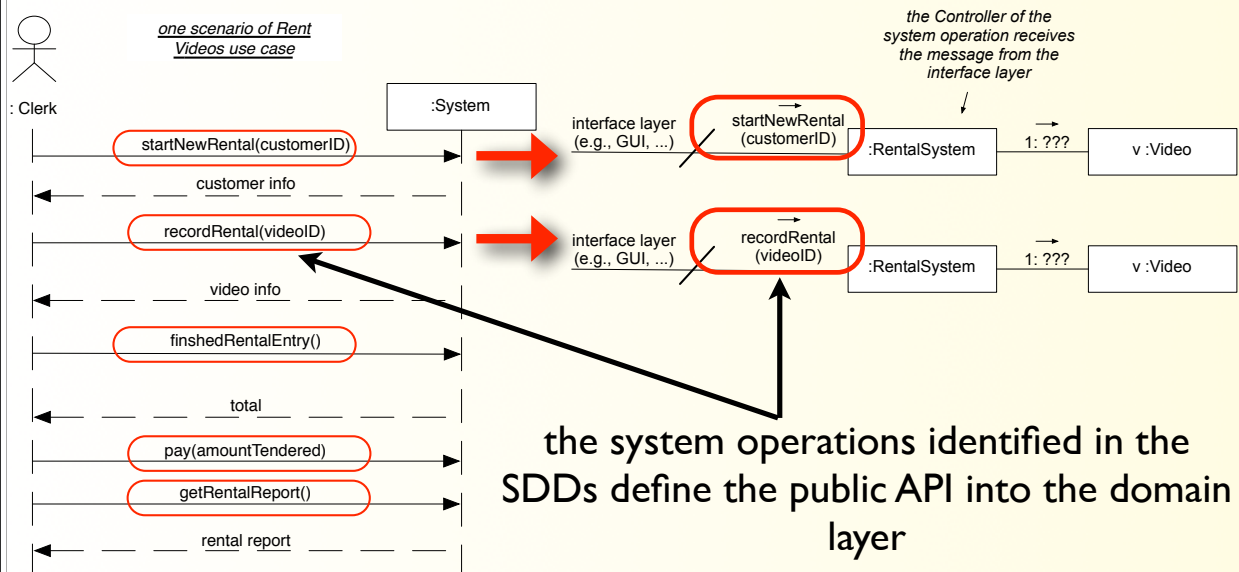 one scenario of Rent
Videos use case
: Clerk
:System
startNewRental(customerID)
customer info
recordRental(videoID)
video info
finshedRentalEntry()
total
pay(amountTendered)
getRentalReport()
rental report
the Controller of the
system operation receives
the message from the
interface layer
interface layer
(e.g., GUI, ...)
startNewRental
(customerID)
:RentalSystem
1: ???
v :Video
interface layer
(e.g., GUI, ...)
recordRental
(videoID)
:RentalSystem
1: ???
v :Video
the system operations identified in the
SDDs define the public API into the domain
layer